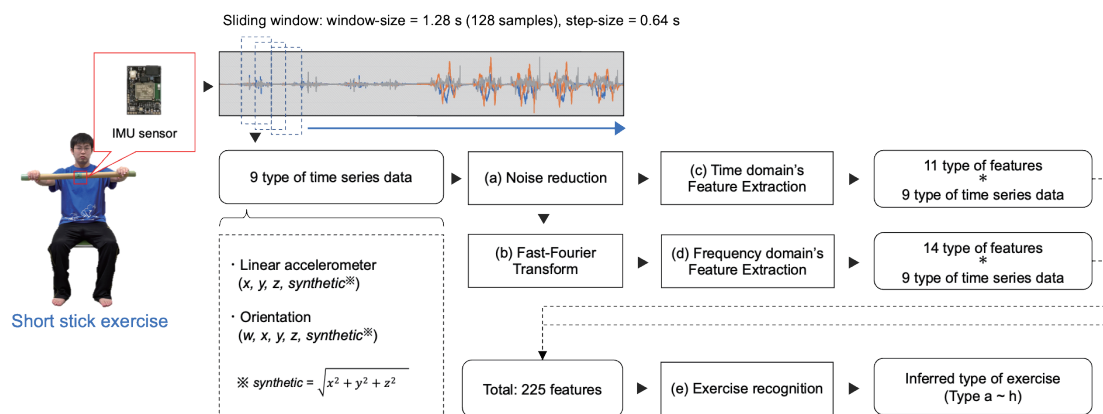 Sliding window: window-size = 1.28 s (128 samples), step-size = 0.64 s
IMU sensor
9 type of time series data
(a) Noise reduction
(c) Time domain's
Feature Extraction
11 type of features
*
9 type of time series data
(b) Fast-Fourier
Transform
(d) Frequency domain's
Feature Extraction
14 type of features
*
9 type of time series data
・Linear accelerometer
(x, y, z, synthetic※)
・Orientation
(w, x, y, z, synthetic※)
※ synthetic = √(x² + y² + z²)
Short stick exercise
Total: 225 features
(e) Exercise recognition
Inferred type of exercise
(Type a ~ h)